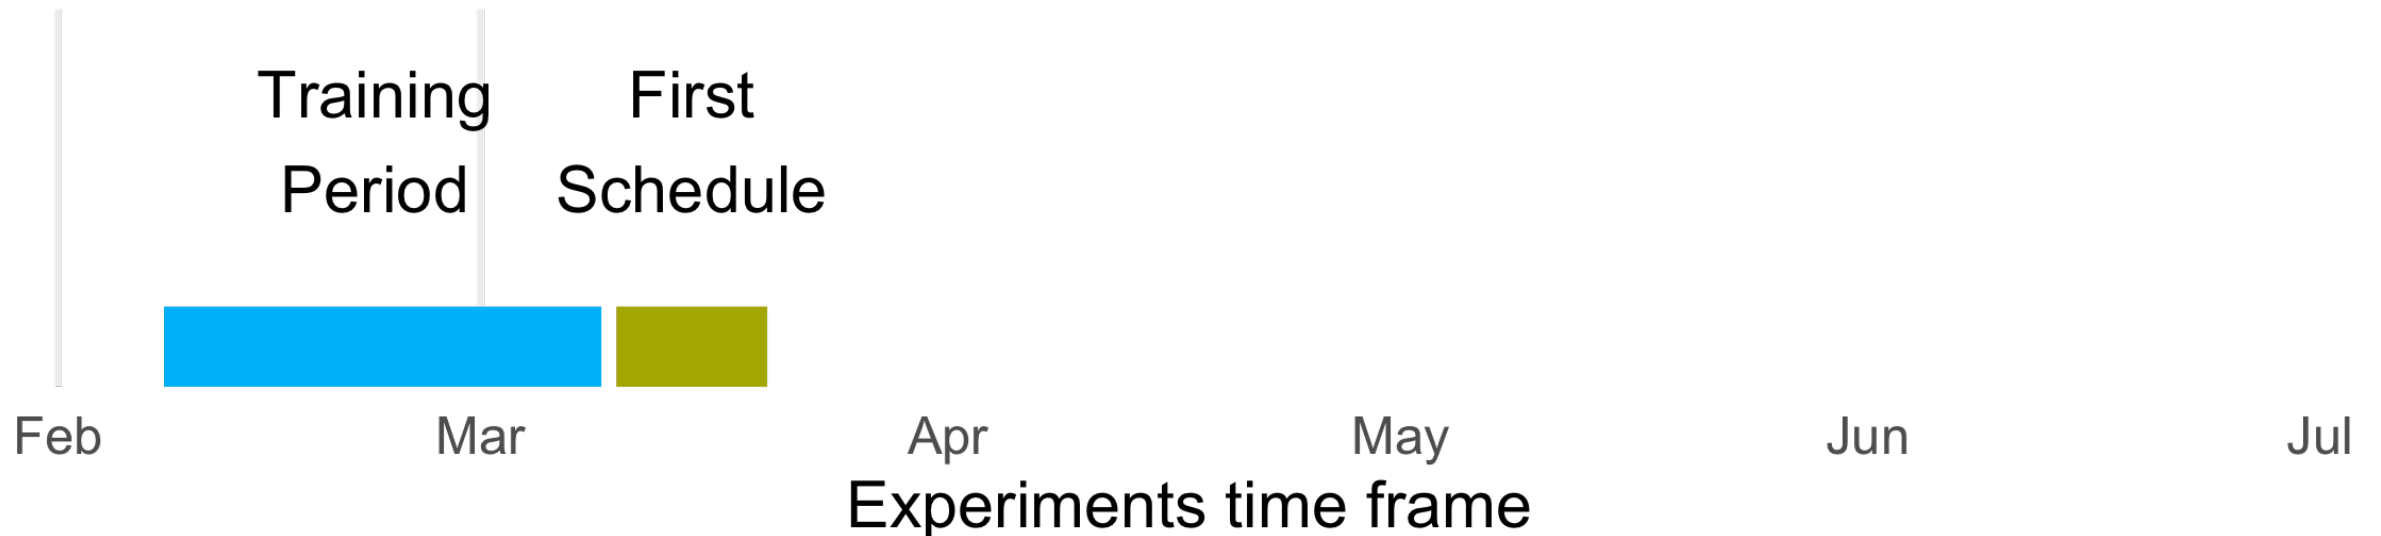 Training
Period
First
Schedule
Feb Mar Apr May Jun Jul
Experiments time frame